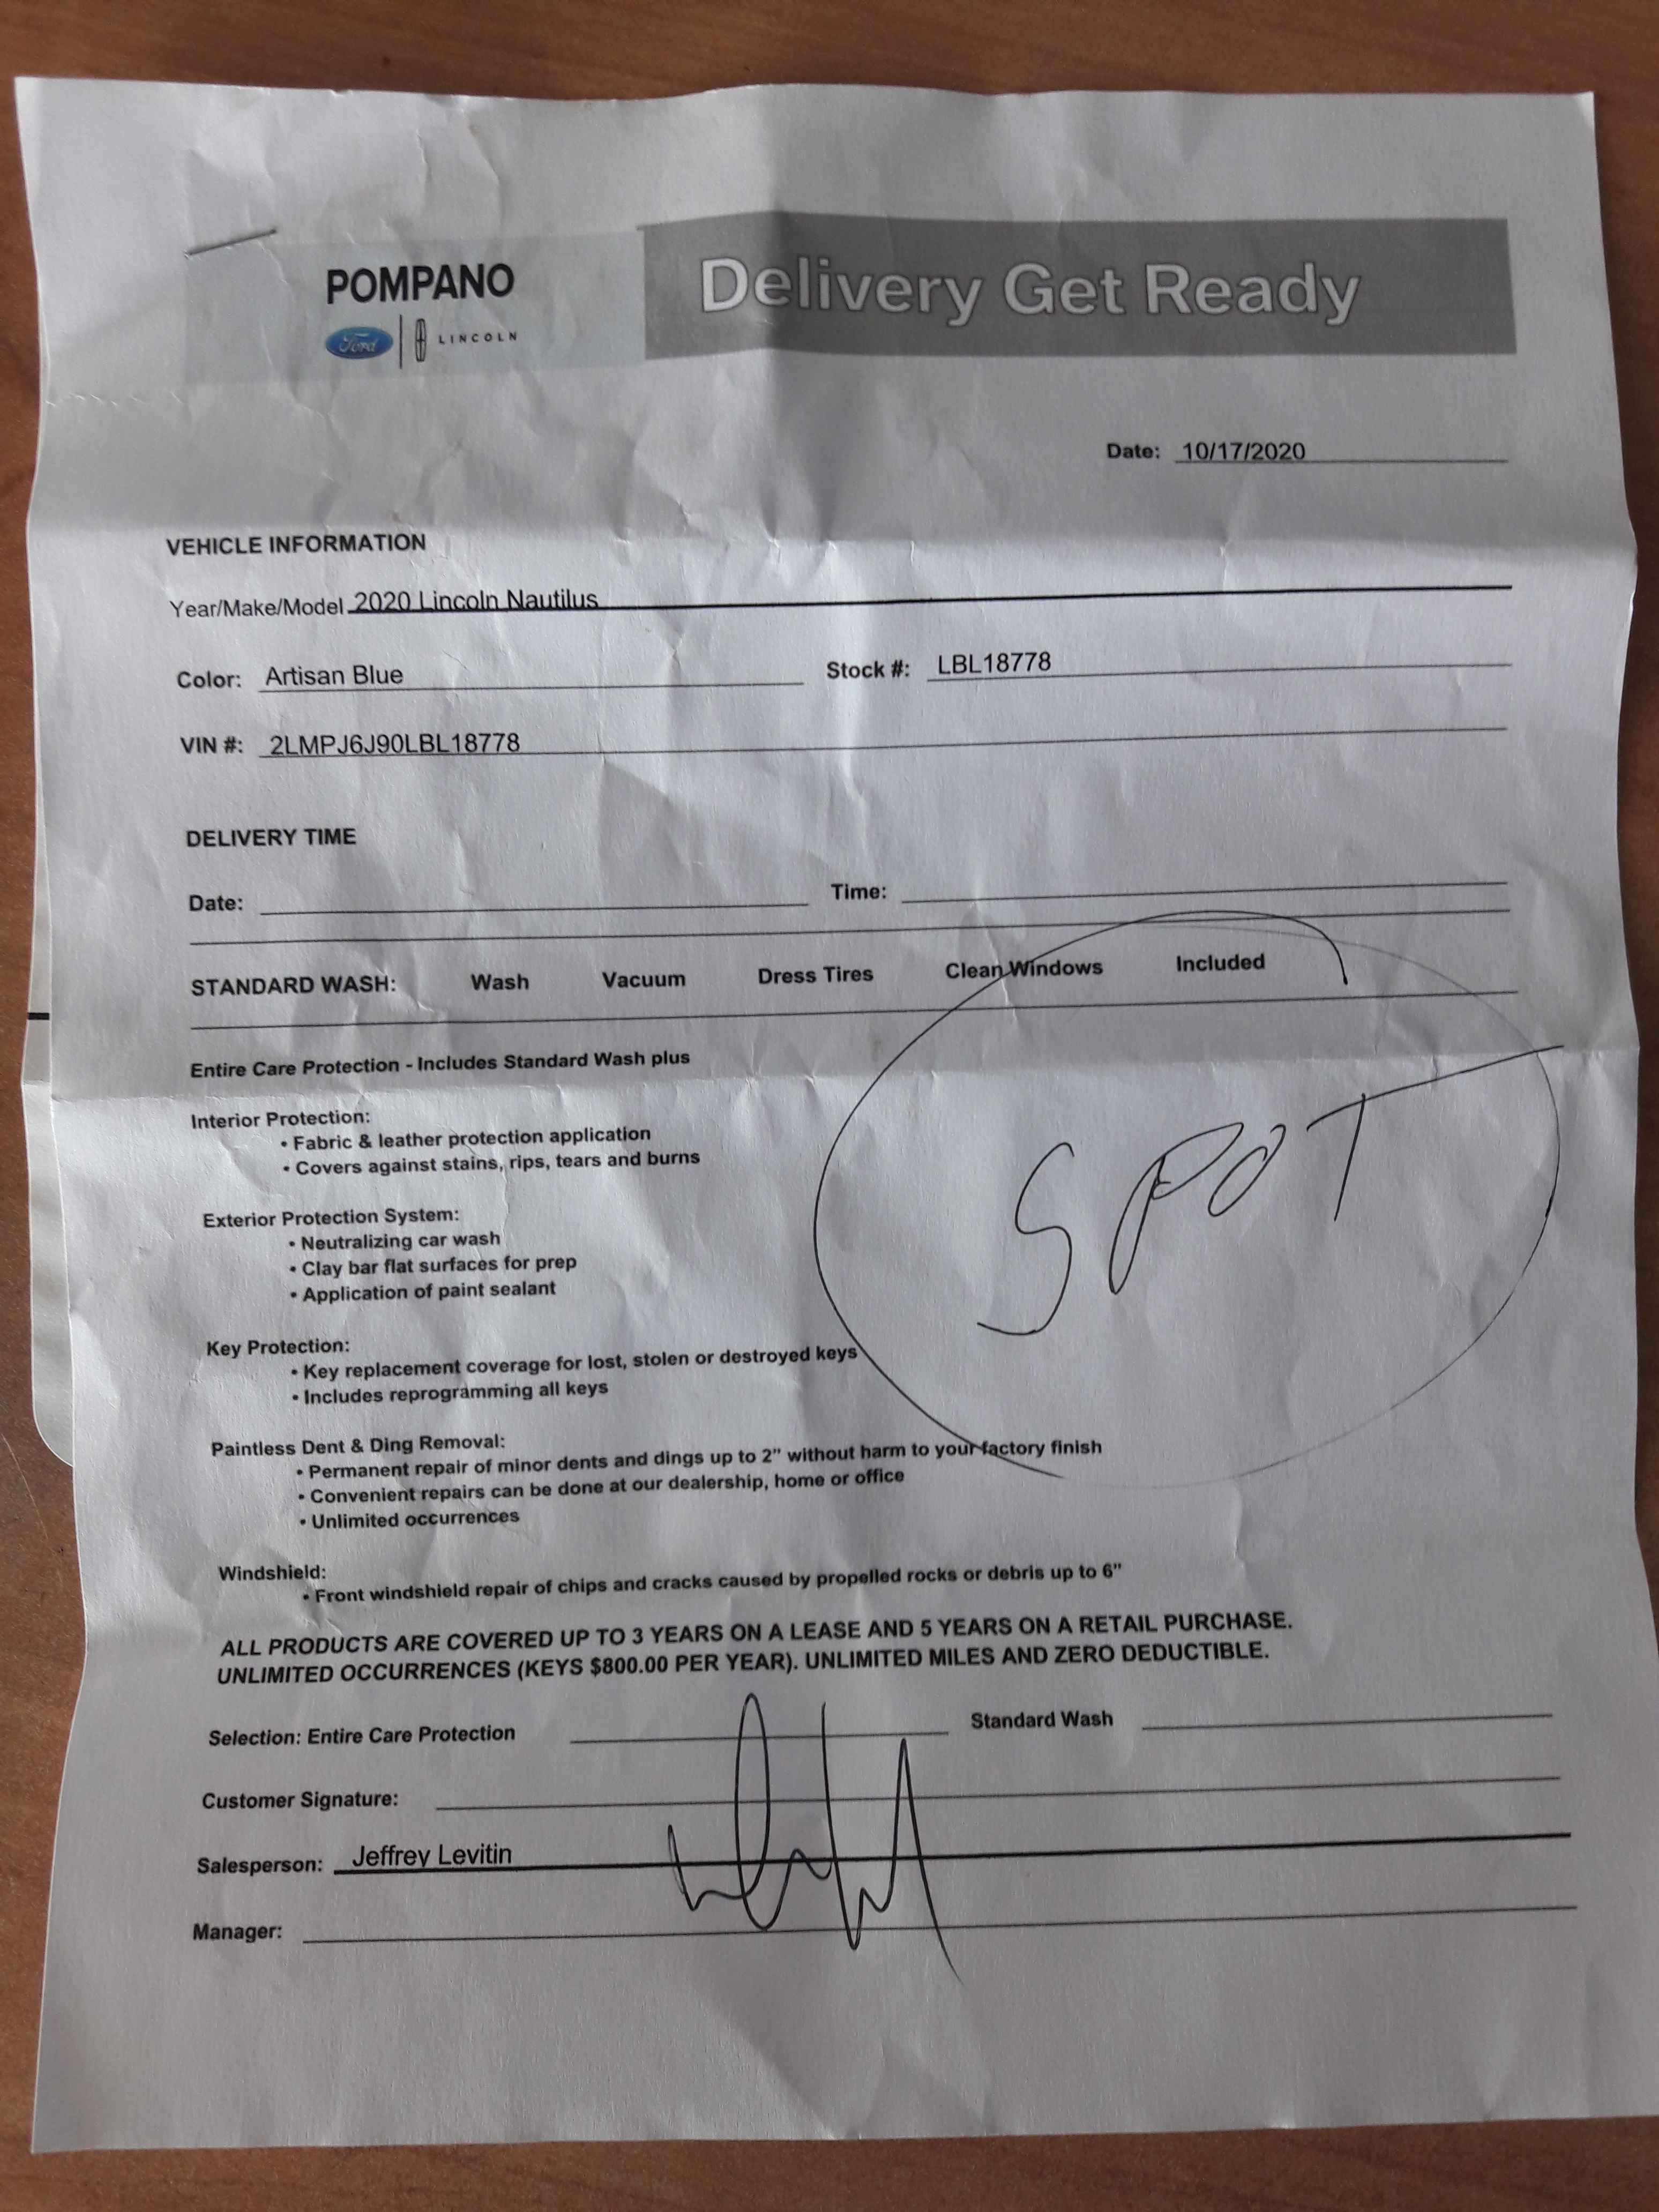 POMPANO
Ford | LINCOLN
Delivery Get Ready
Date: 10/17/2020
VEHICLE INFORMATION
Year/Make/Model 2020 Lincoln Nautilus
Color: Artisan Blue Stock #: LBL18778
VIN #: 2LMPJ6J90LBL18778
DELIVERY TIME
Date: Time:
STANDARD WASH: Wash Vacuum Dress Tires Clean Windows Included
Entire Care Protection - Includes Standard Wash plus
SPOT
Interior Protection:
• Fabric & leather protection application
• Covers against stains, rips, tears and burns
Exterior Protection System:
• Neutralizing car wash
• Clay bar flat surfaces for prep
• Application of paint sealant
Key Protection:
• Key replacement coverage for lost, stolen or destroyed keys
• Includes reprogramming all keys
Paintless Dent & Ding Removal:
• Permanent repair of minor dents and dings up to 2" without harm to your factory finish
• Convenient repairs can be done at our dealership, home or office
• Unlimited occurrences
Windshield:
• Front windshield repair of chips and cracks caused by propelled rocks or debris up to 6"
ALL PRODUCTS ARE COVERED UP TO 3 YEARS ON A LEASE AND 5 YEARS ON A RETAIL PURCHASE.
UNLIMITED OCCURRENCES (KEYS $800.00 PER YEAR). UNLIMITED MILES AND ZERO DEDUCTIBLE.
Selection: Entire Care Protection Standard Wash
Customer Signature:
Salesperson: Jeffrey Levitin
Manager: